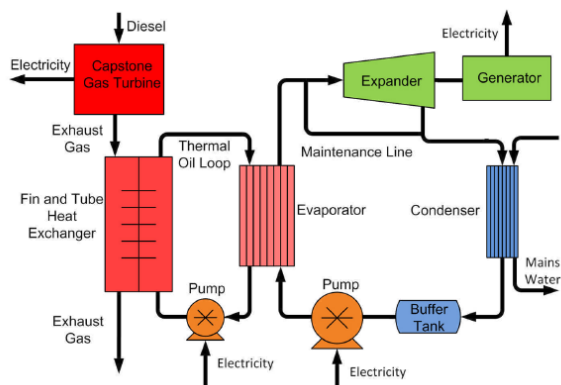 Diesel
Electricity
Electricity
Capstone
Gas Turbine
Expander
Generator
Exhaust
Gas
Thermal
Oil Loop
Maintenance Line
Fin and Tube
Heat
Exchanger
Evaporator
Condenser
Pump
Pump
Mains
Water
Buffer
Tank
Exhaust
Gas
Electricity
Electricity